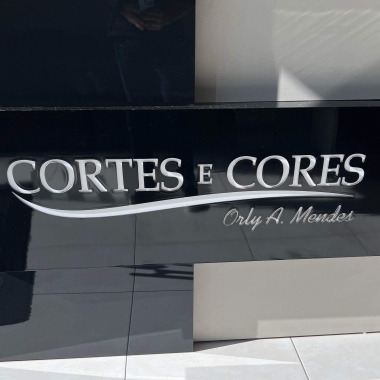 CORTES E CORES
Orly A. Mendes